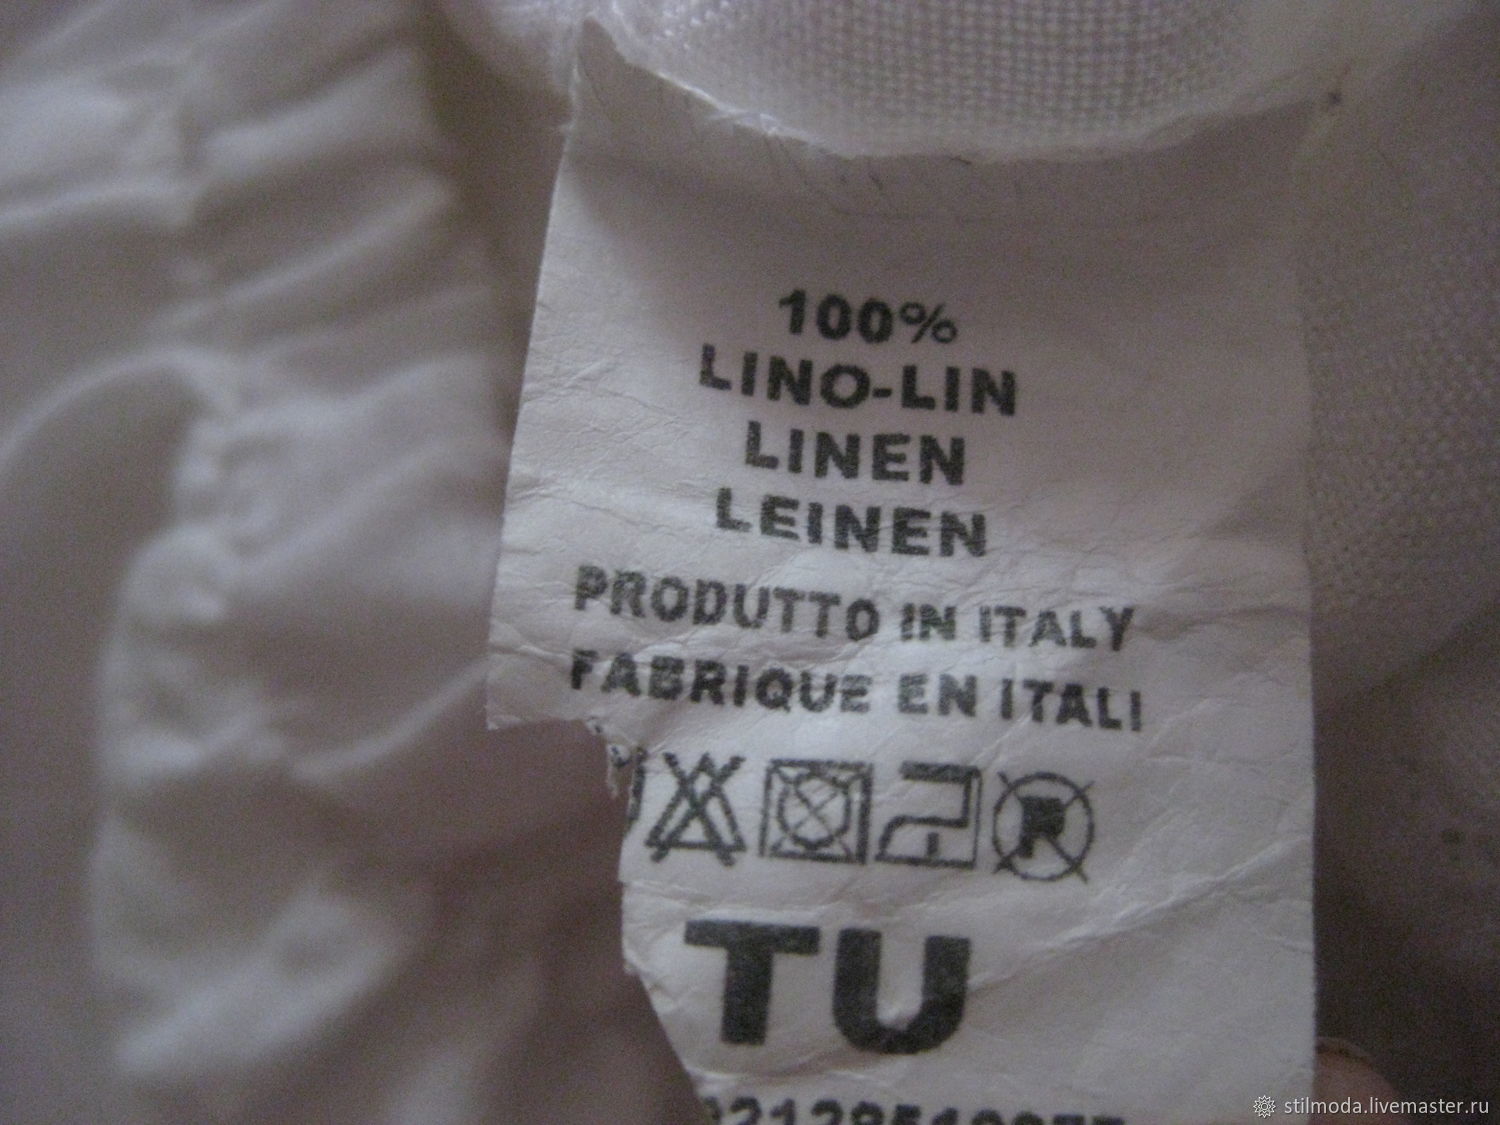 100%
LINO-LIN
LINEN
LEINEN
PRODUTTO IN ITALY
FABRIQUE EN ITALI
TU
stilmoda.livemaster.ru